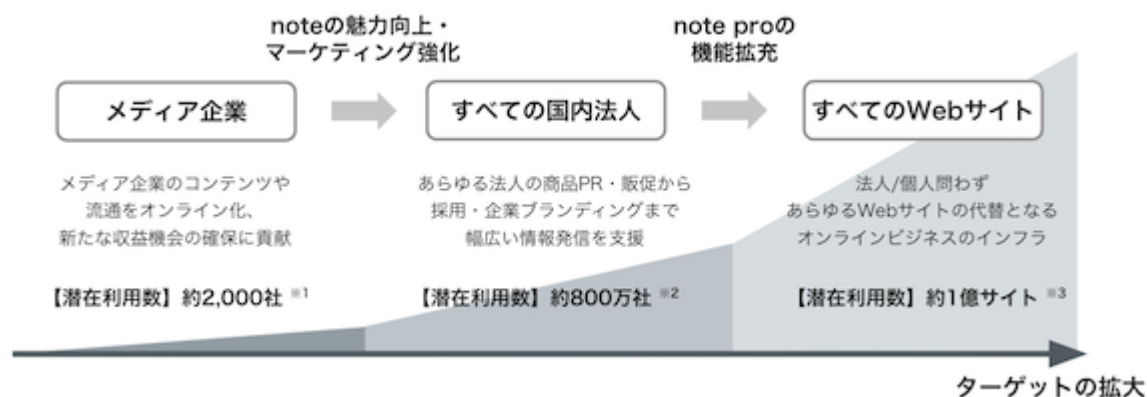 noteの魅力向上・
マーケティング強化
note proの
機能拡充
メディア企業
すべての国内法人
すべてのWebサイト
メディア企業のコンテンツや
流通をオンライン化、
新たな収益機会の確保に貢献
あらゆる法人の商品PR・販促から
採用・企業ブランディングまで
幅広い情報発信を支援
法人/個人問わず
あらゆるWebサイトの代替となる
オンラインビジネスのインフラ
【潜在利用数】約2,000社 ※1
【潜在利用数】約800万社 ※2
【潜在利用数】約1億サイト ※3
ターゲットの拡大